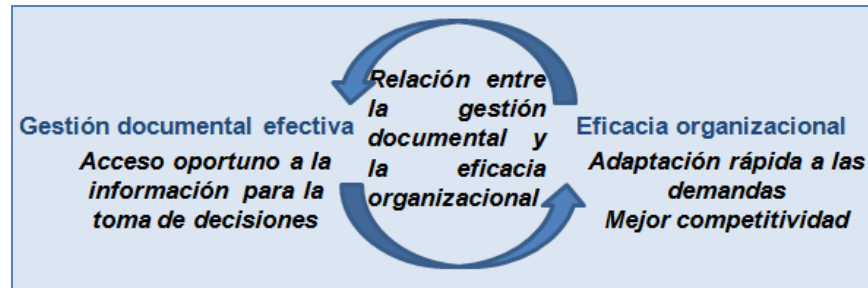 Gestión documental efectiva
Acceso oportuno a la
información para la
toma de decisiones
Relación entre
la gestión
documental y
la eficacia
organizacional
Eficacia organizacional
Adaptación rápida a las
demandas
Mejor competitividad